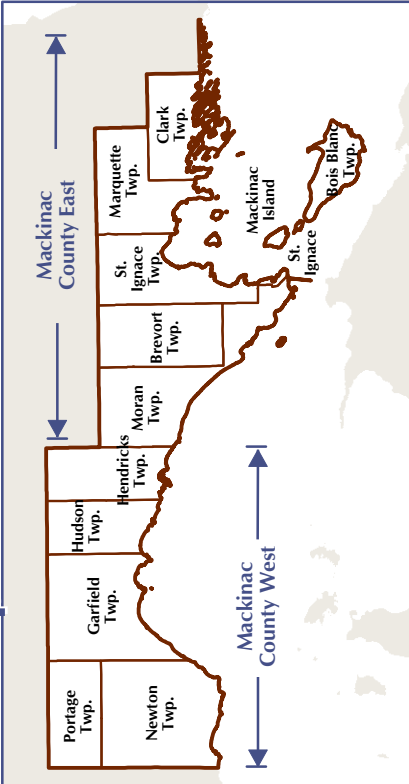 Mackinac
County East
Clark
Twp.
Marquette
Twp.
St.
Ignace
Twp.
Brevort
Twp.
Moran
Twp.
Hendricks
Twp.
Hudson
Twp.
Garfield
Twp.
Portage
Twp.
Newton
Twp.
Mackinac
Island
Bois Blanc
Twp.
St.
Ignace
Mackinac
County West